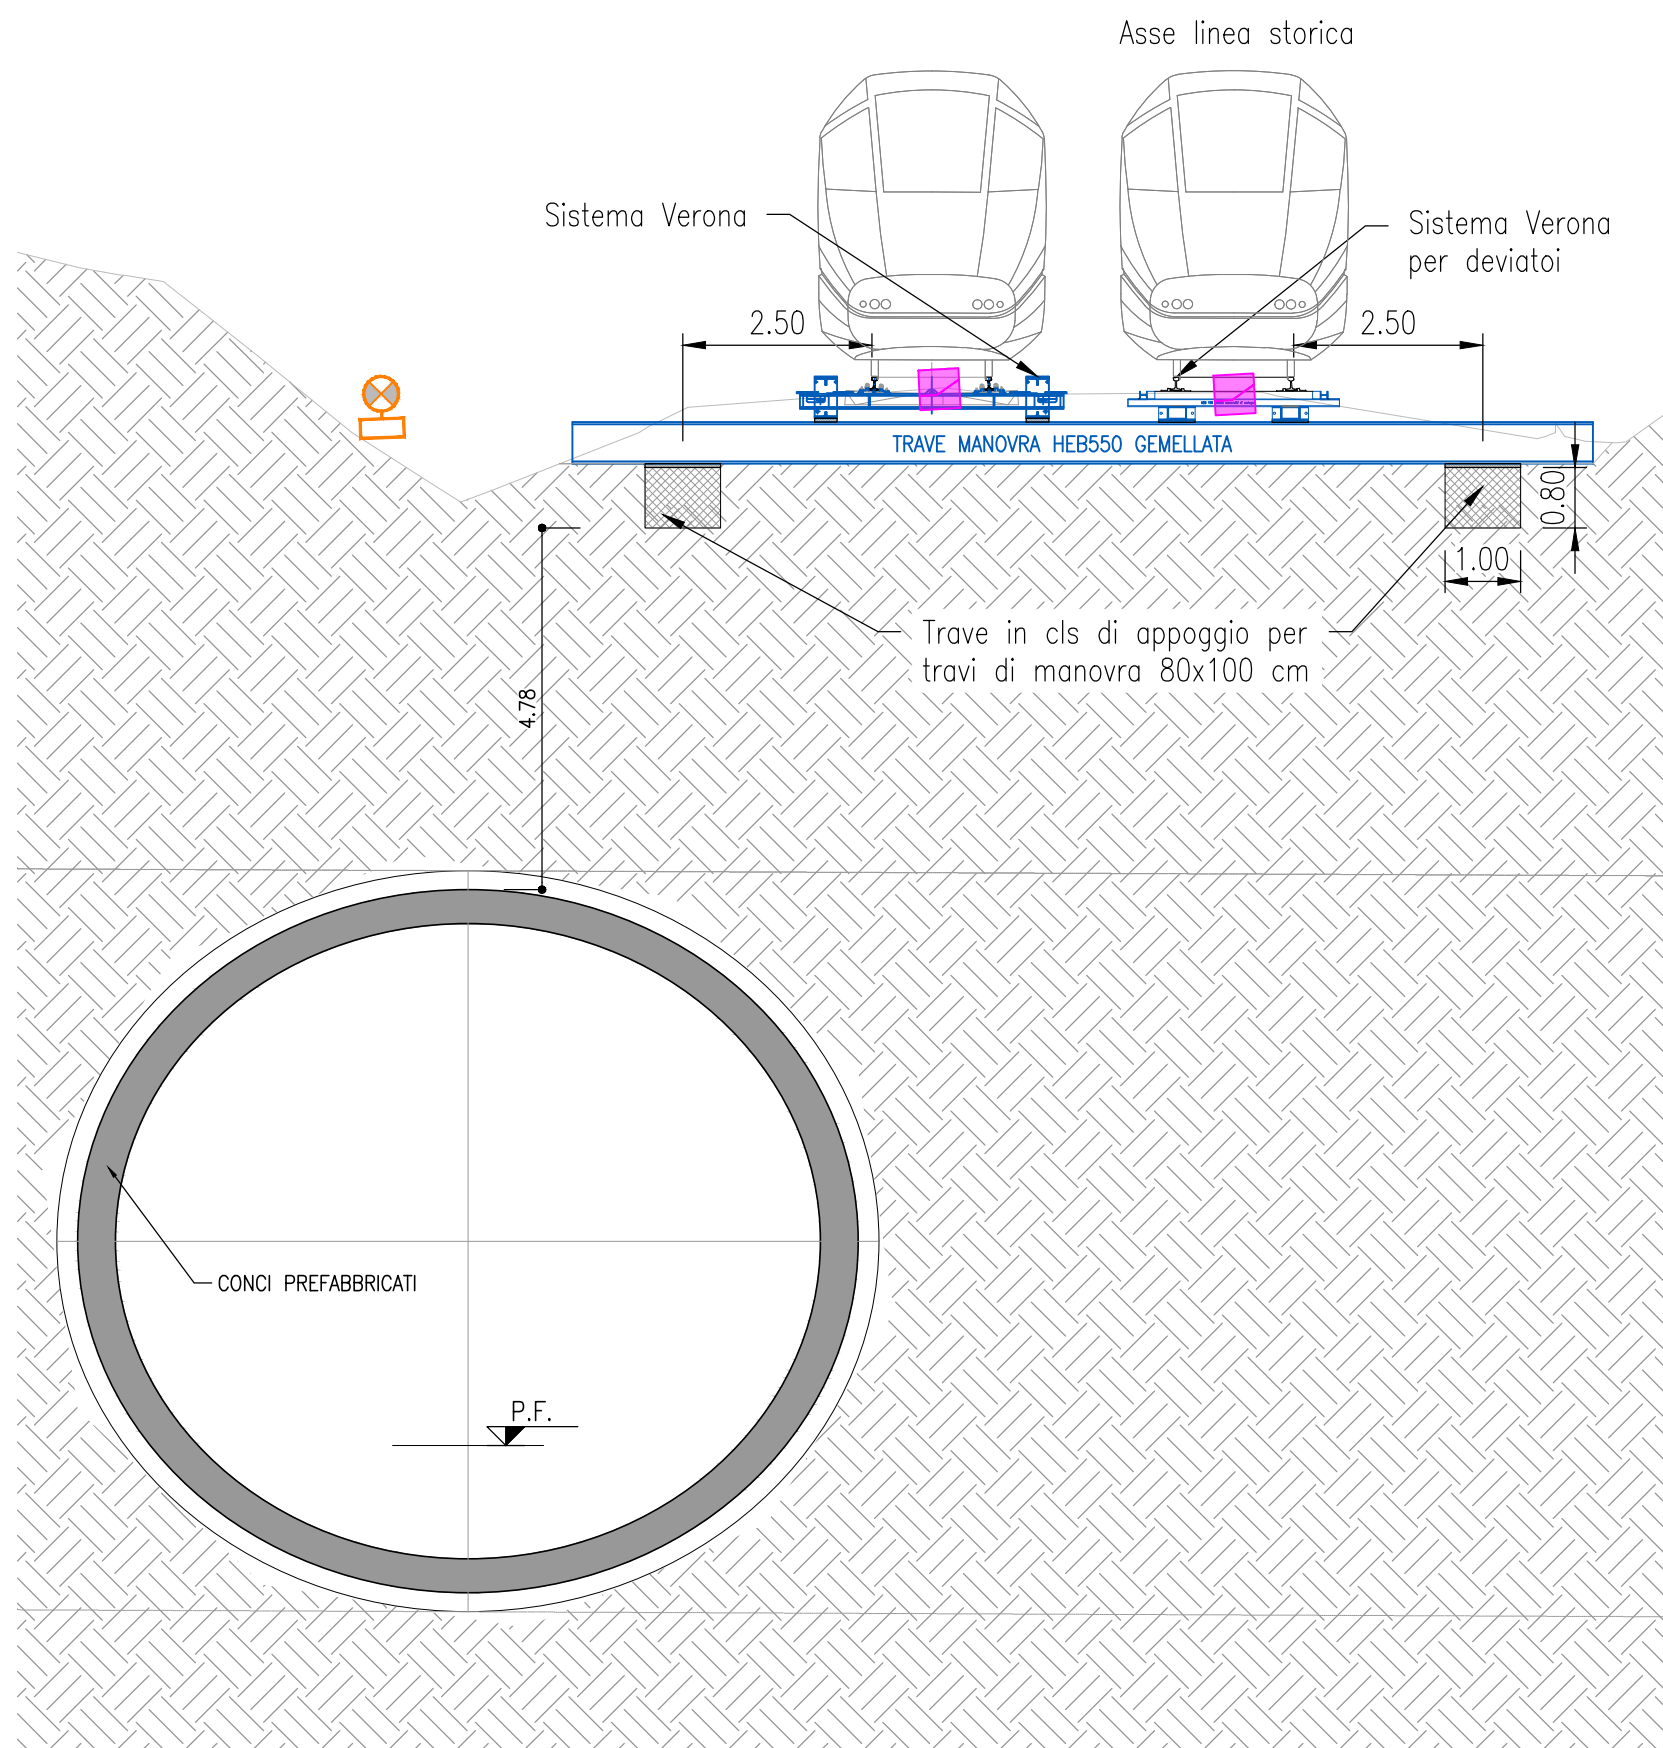 Asse linea storica
Sistema Verona
Sistema Verona
per deviatoi
2.50
2.50
TRAVE MANOVRA HEB550 GEMELLATA
0.80
1.00
Trave in cls di appoggio per
travi di manovra 80x100 cm
4.78
CONCI PREFABBRICATI
P.F.